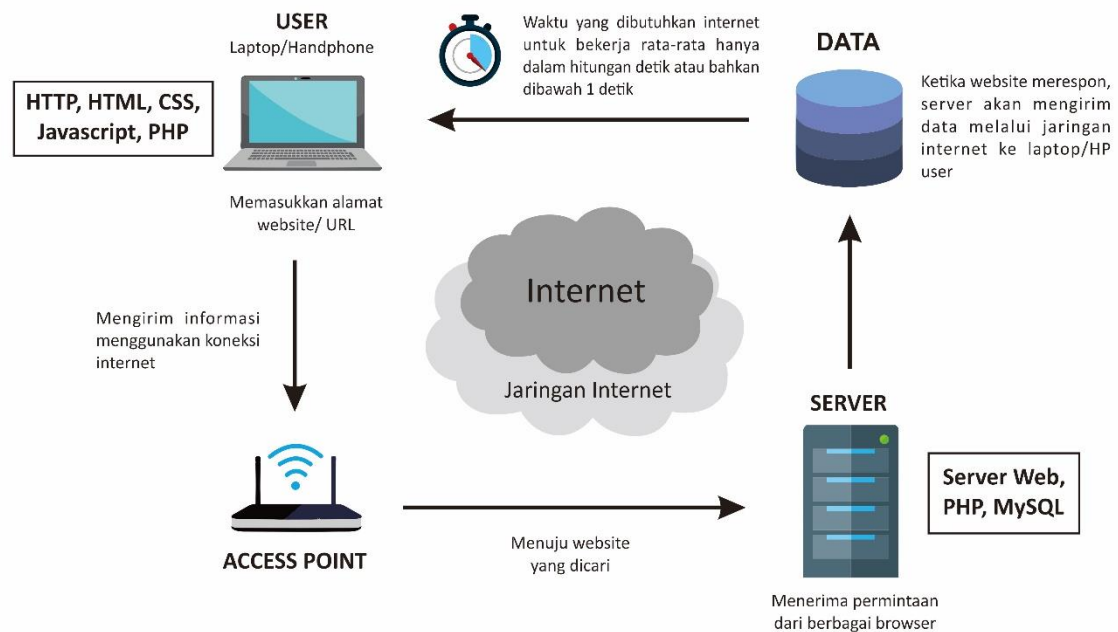 USER
Laptop/Handphone
HTTP, HTML, CSS,
Javascript, PHP
Memasukkan alamat
website/ URL
Waktu yang dibutuhkan internet
untuk bekerja rata-rata hanya
dalam hitungan detik atau bahkan
dibawah 1 detik
DATA
Ketika website merespon,
server akan mengirim
data melalui jaringan
internet ke laptop/HP
user
Mengirim informasi
menggunakan koneksi
internet
Internet
Jaringan Internet
ACCESS POINT
Menuju website
yang dicari
SERVER
Server Web,
PHP, MySQL
Menerima permintaan
dari berbagai browser